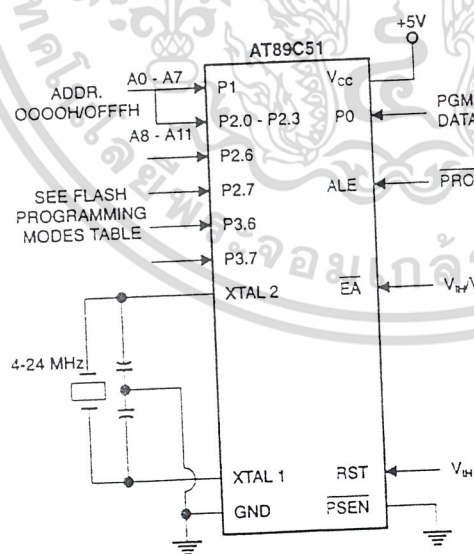 +5V
AT89C51
ADDR.
OOOOH/OFFFH
A0 - A7
P1
VCC
A8 - A11
P2.0 - P2.3
P0
PGM
DATA
P2.6
P2.7
ALE
SEE FLASH
PROGRAMMING
MODES TABLE
P3.6
P3.7
XTAL 2
EA
4-24 MHz
XTAL 1
RST
VIH
GND
PSEN